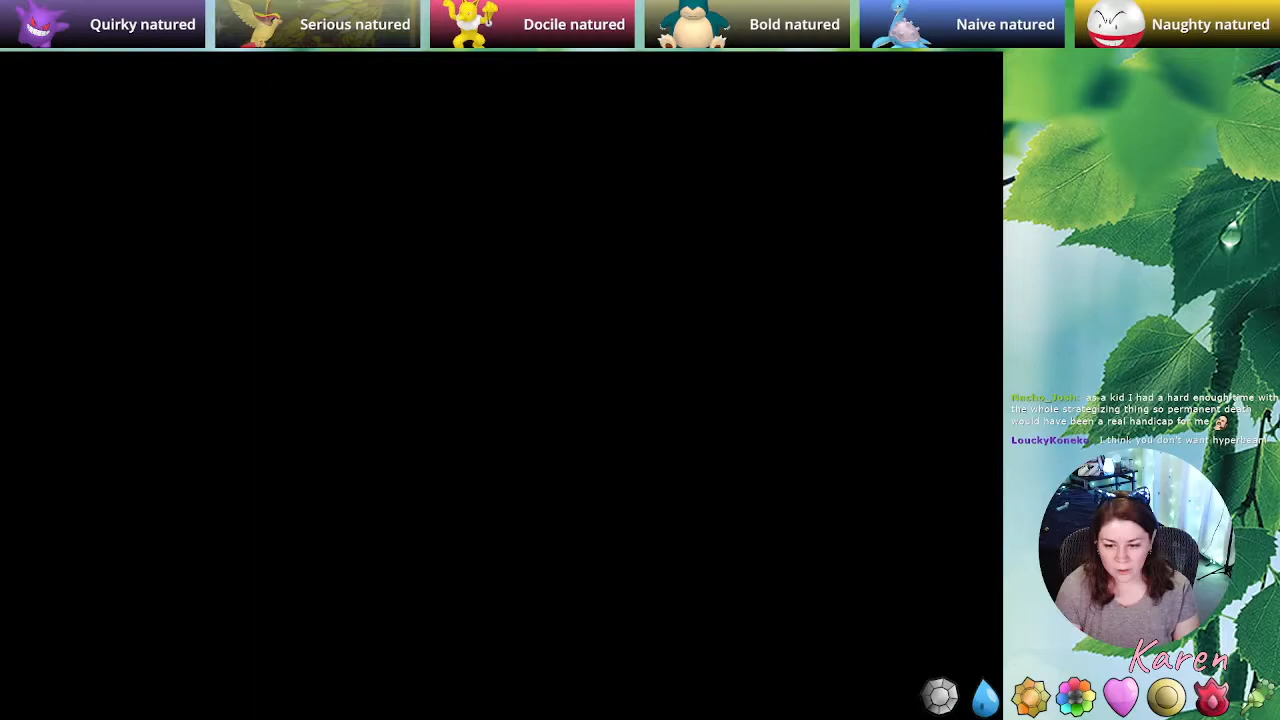 Quirky natured
Serious natured
Docile natured
Bold natured
Naive natured
Naughty natured
Nacho_Josh: as a kid I had a hard enough time with
the whole strategizing thing so permanent death
would have been a real handicap for me
LouckyKoneko: I think you don't want hyperbeam
Karen